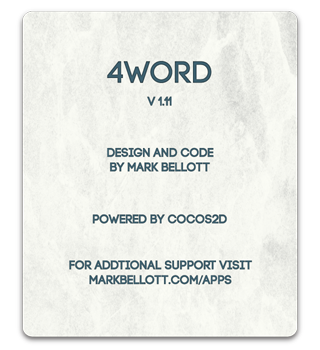 4WORD
V 1.11
DESIGN AND CODE
BY MARK BELLOTT
POWERED BY COCOS2D
FOR ADDTIONAL SUPPORT VISIT
MARKBELLOTT.COM/APPS